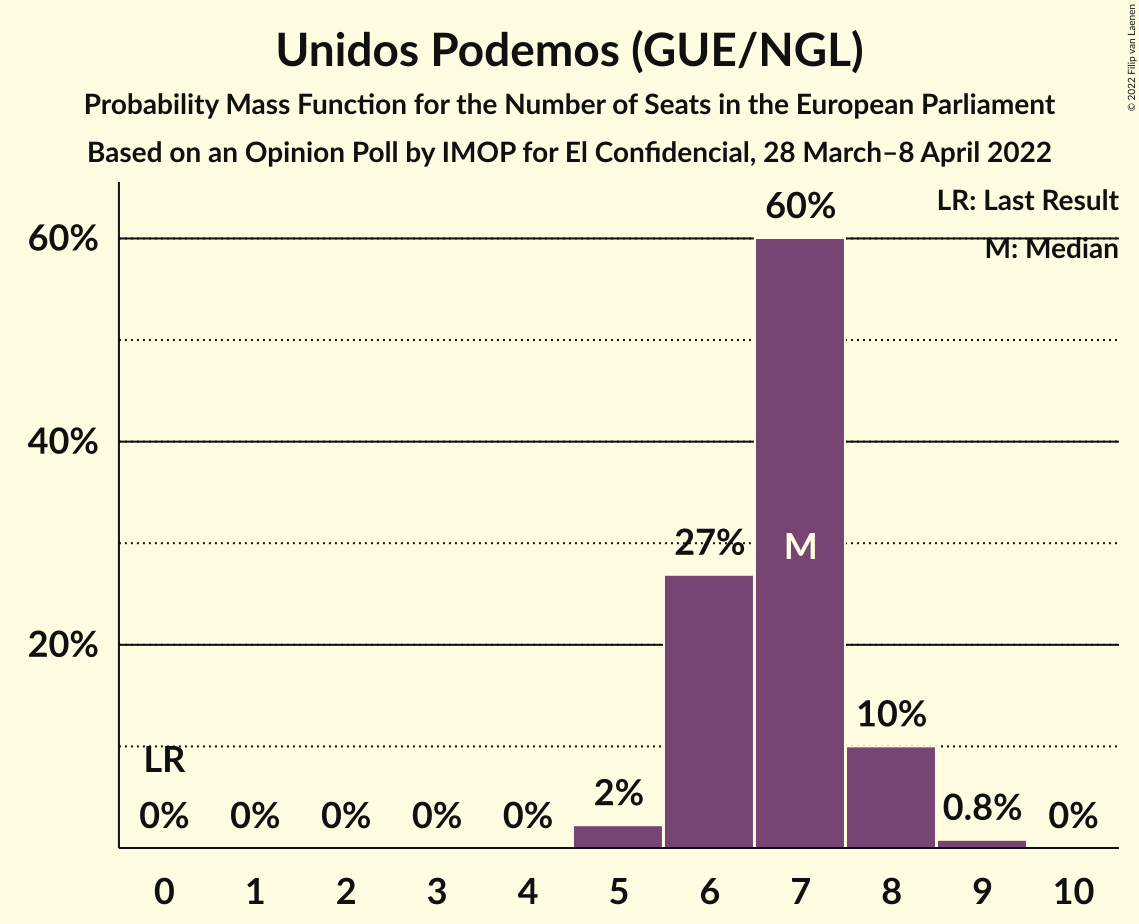 Unidos Podemos (GUE/NGL)
Probability Mass Function for the Number of Seats in the European Parliament
Based on an Opinion Poll by IMOP for El Confidencial, 28 March–8 April 2022
© 2022 Filip van Laenen
LR: Last Result
M: Median
60%
40%
20%
LR
0%
0%
0%
0%
0%
2%
27%
60%
M
10%
0.8%
0%
0 1 2 3 4 5 6 7 8 9 10